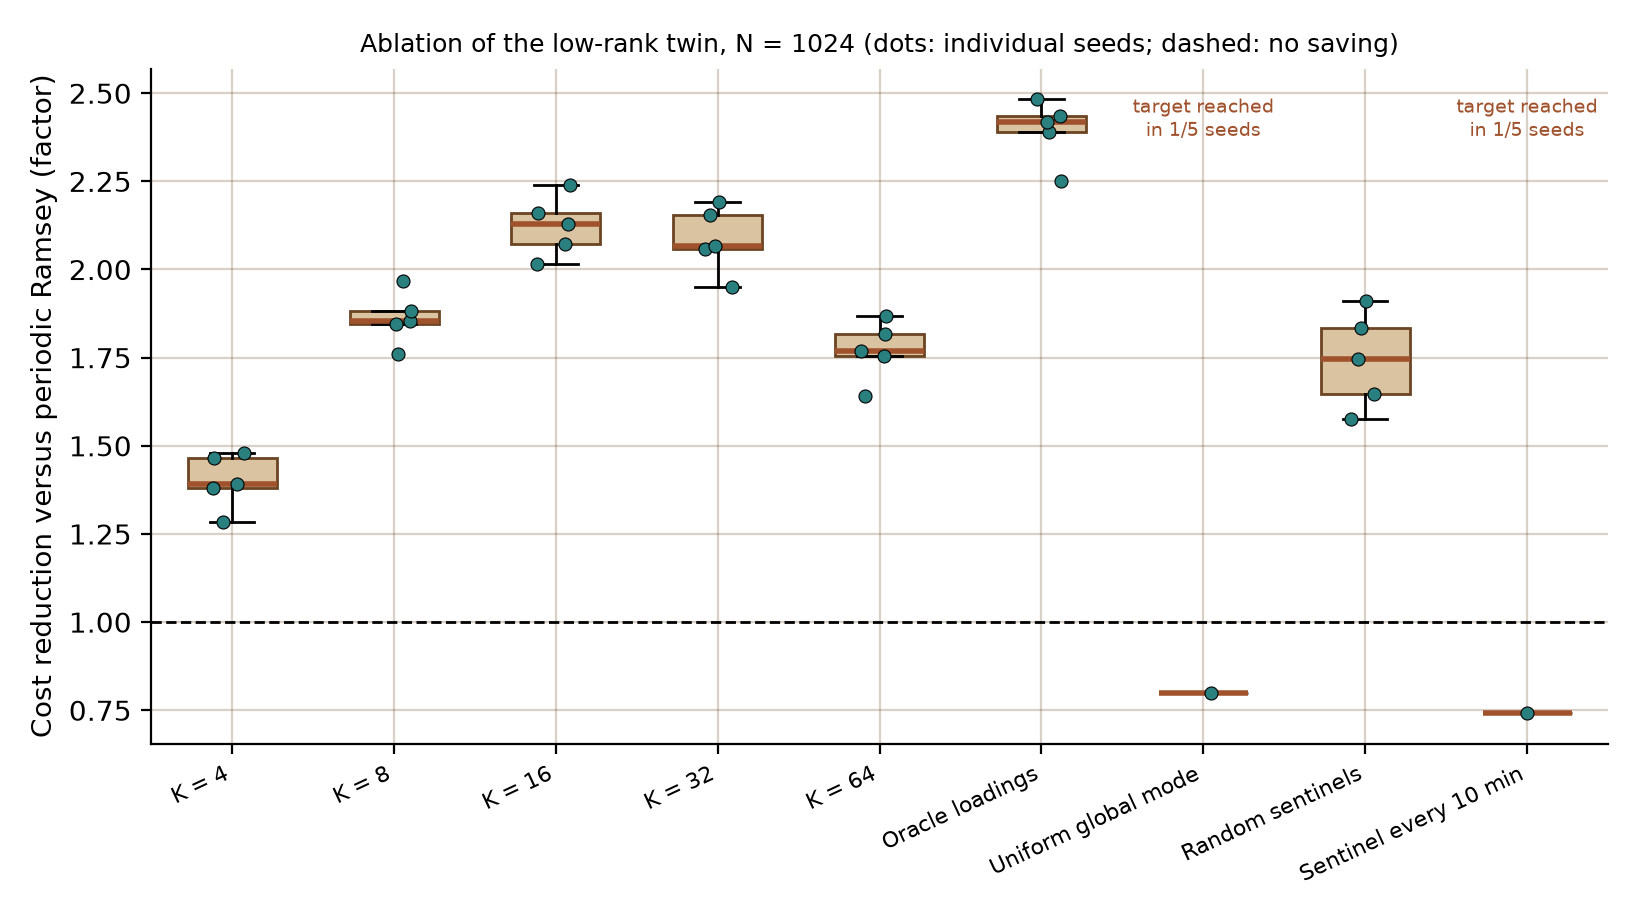 Ablation of the low-rank twin, N = 1024 (dots: individual seeds; dashed: no saving)
Cost reduction versus periodic Ramsey (factor)
2.50
2.25
2.00
1.75
1.50
1.25
1.00
0.75
target reached
in 1/5 seeds
target reached
in 1/5 seeds
K = 4
K = 8
K = 16
K = 32
K = 64
Oracle loadings
Uniform global mode
Random sentinels
Sentinel every 10 min